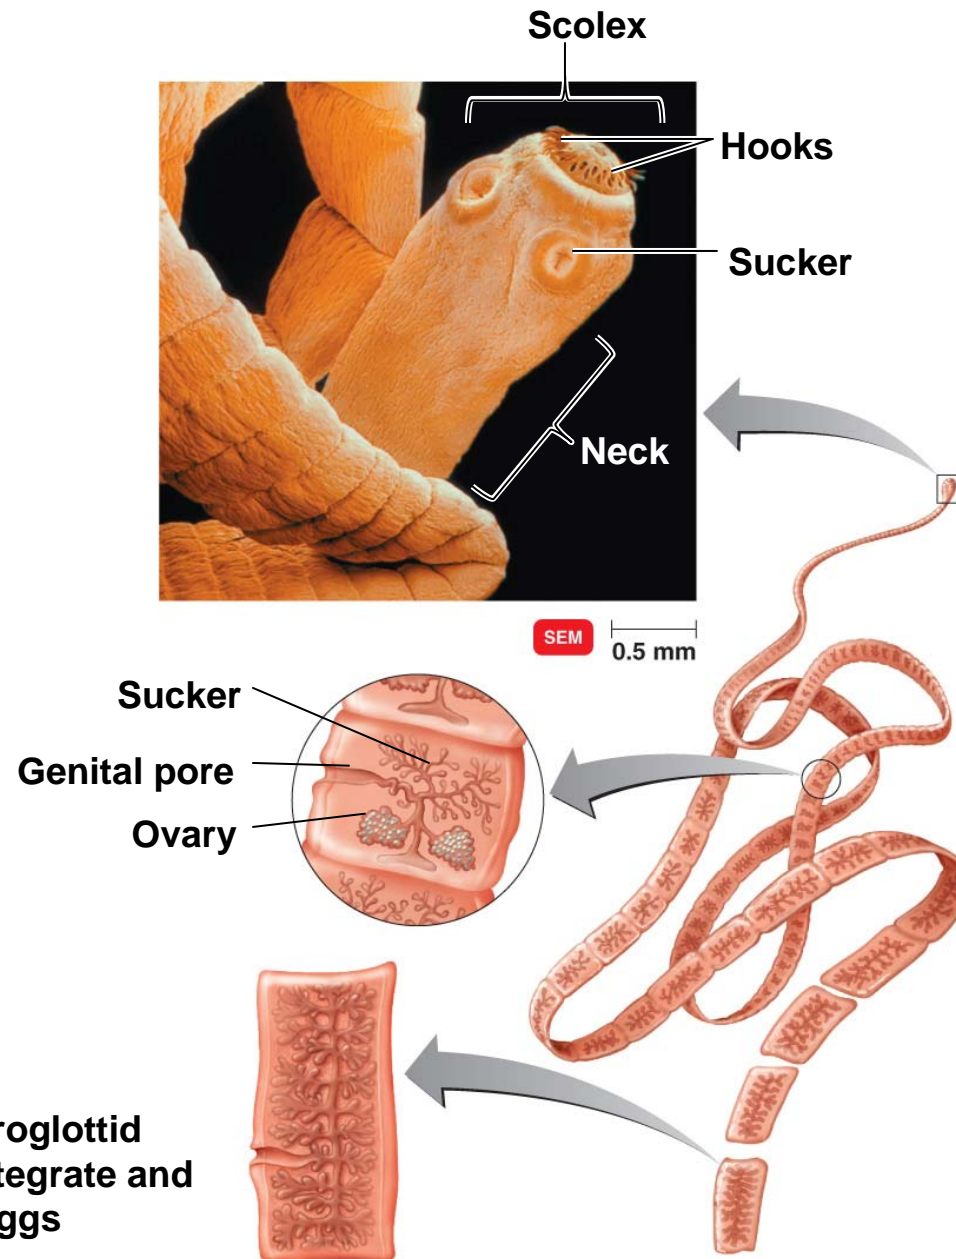 Scolex
Hooks
Sucker
Neck
SEM
0.5 mm
Sucker
Genital pore
Ovary
roglottid
tegrate and
ggs